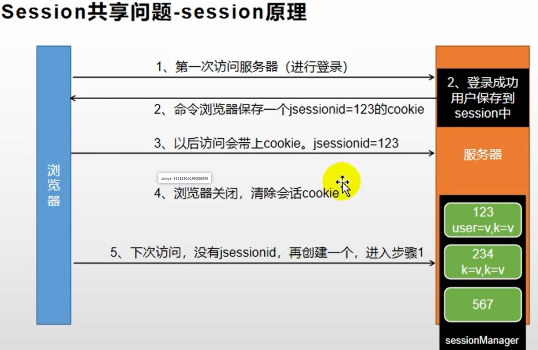 Session共享问题-session原理
1、第一次访问服务器（进行登录）
2、登录成功
用户保存到
session中
2、命令浏览器保存一个jsessionid=123的cookie
3、以后访问会带上cookie。jsessionid=123
服务器
浏
览
器
4、浏览器关闭，清除会话cookie
123
user=v,k=v
5、下次访问，没有jsessionid，再创建一个，进入步骤1
234
k=v,k=v
567
sessionManager